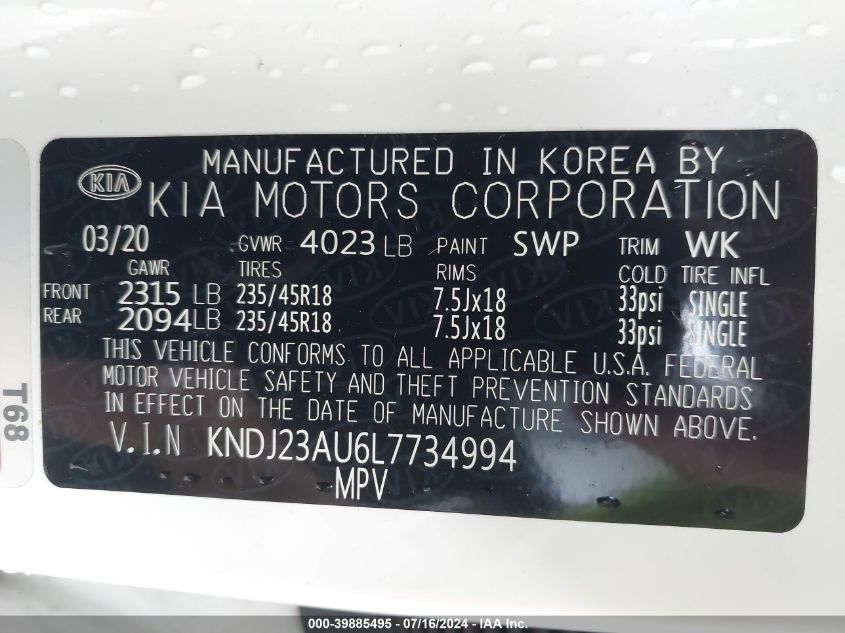 MANUFACTURED IN KOREA BY
KIA
KIA MOTORS CORPORATION
03/20 GVWR 4023 LB PAINT SWP TRIM WK
GAWR TIRES RIMS COLD TIRE INFL
FRONT 2315 LB 235/45R18 7.5Jx18 33psi SINGLE
REAR 2094 LB 235/45R18 7.5Jx18 33psi SINGLE
THIS VEHICLE CONFORMS TO ALL APPLICABLE U.S.A. FEDERAL
MOTOR VEHICLE SAFETY AND THEFT PREVENTION STANDARDS
IN EFFECT ON THE DATE OF MANUFACTURE SHOWN ABOVE.
V.I.N KNDJ23AU6L7734994
MPV
T68
000-39885495 - 07/16/2024 - IAA Inc.